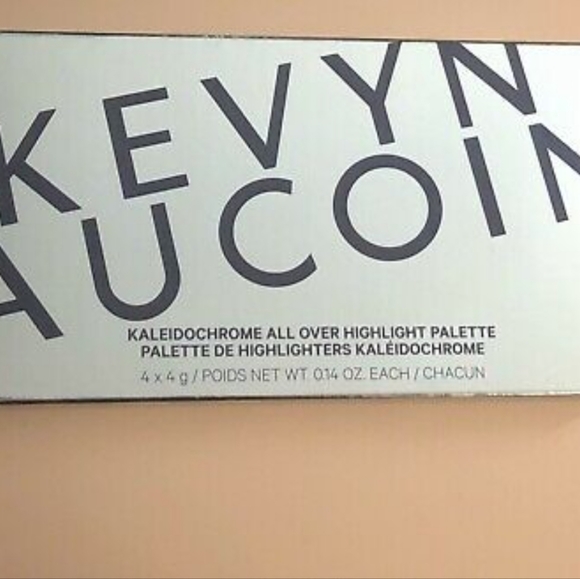 KEVYN
AUCOIN
KALEIDOCHROME ALL OVER HIGHLIGHT PALETTE
PALETTE DE HIGHLIGHTERS KALÉIDOCHROME
4 x 4 g / POIDS NET WT. 0.14 OZ. EACH / CHACUN